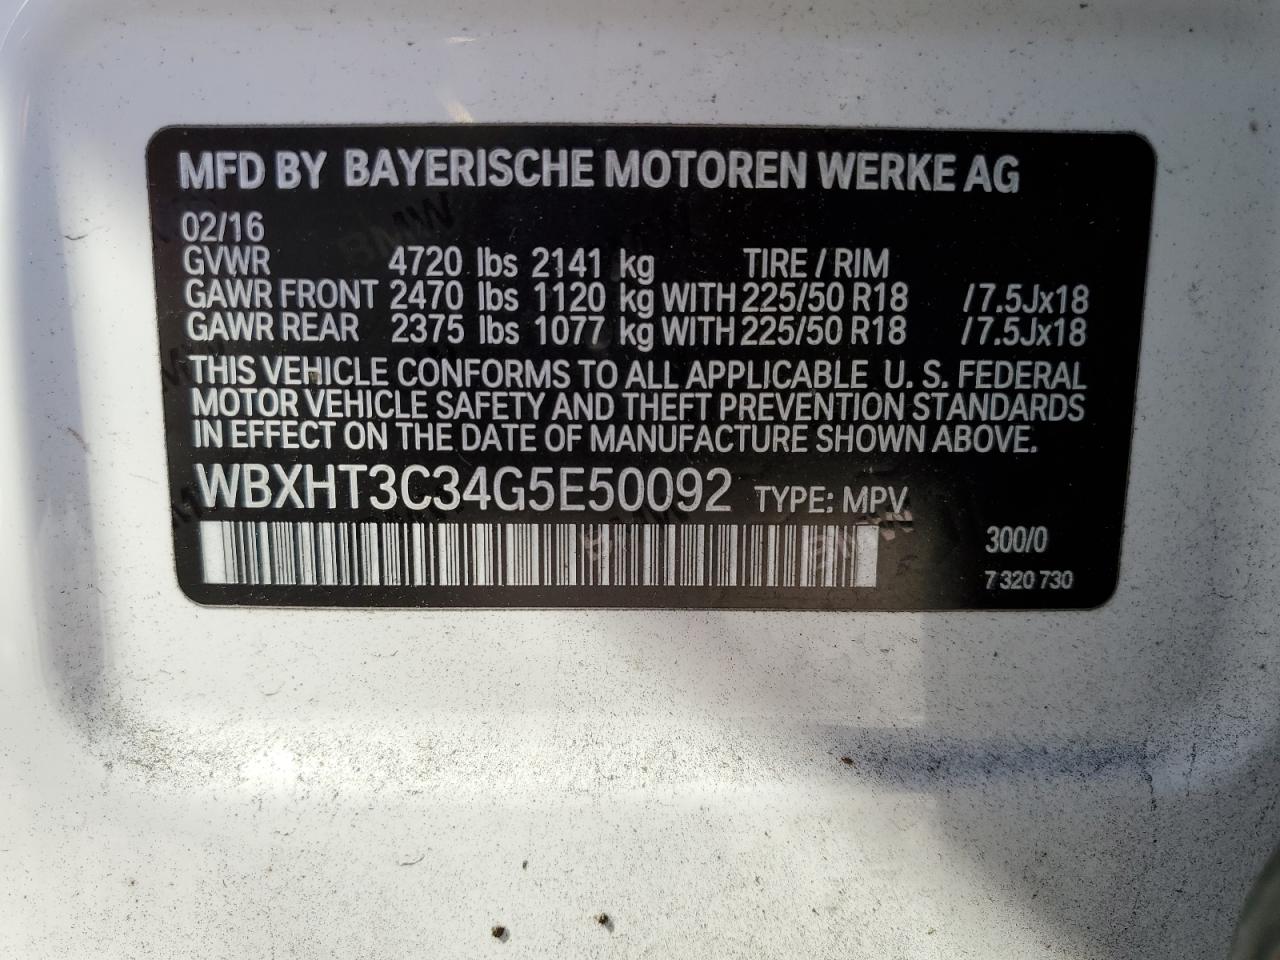 MFD BY BAYERISCHE MOTOREN WERKE AG
02/16
GVWR 4720 lbs 2141 kg TIRE / RIM
GAWR FRONT 2470 lbs 1120 kg WITH 225/50 R18 /7.5Jx18
GAWR REAR 2375 lbs 1077 kg WITH 225/50 R18 /7.5Jx18
THIS VEHICLE CONFORMS TO ALL APPLICABLE U. S. FEDERAL
MOTOR VEHICLE SAFETY AND THEFT PREVENTION STANDARDS
IN EFFECT ON THE DATE OF MANUFACTURE SHOWN ABOVE.
WBXHT3C34G5E50092 TYPE: MPV
300/0
7 320 730